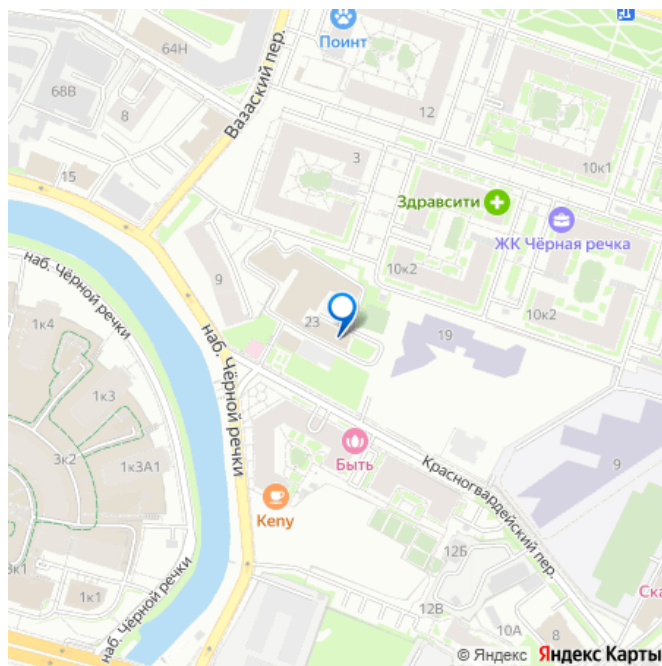 64Н
Поинт
68В
8
Вазаский пер.
12
3
10к1
15
Здравсити
ЖК Чёрная речка
наб. Чёрной речки
9
10к2
1к4
23
19
10к2
наб. Чёрной речки
1к3
3к2
1к3А1
Быть
Красногвардейский пер.
9
Keпу
12Б
1к1
наб. Чёрной речки
12В
10А
8
© Яндекс Яндекс Карты